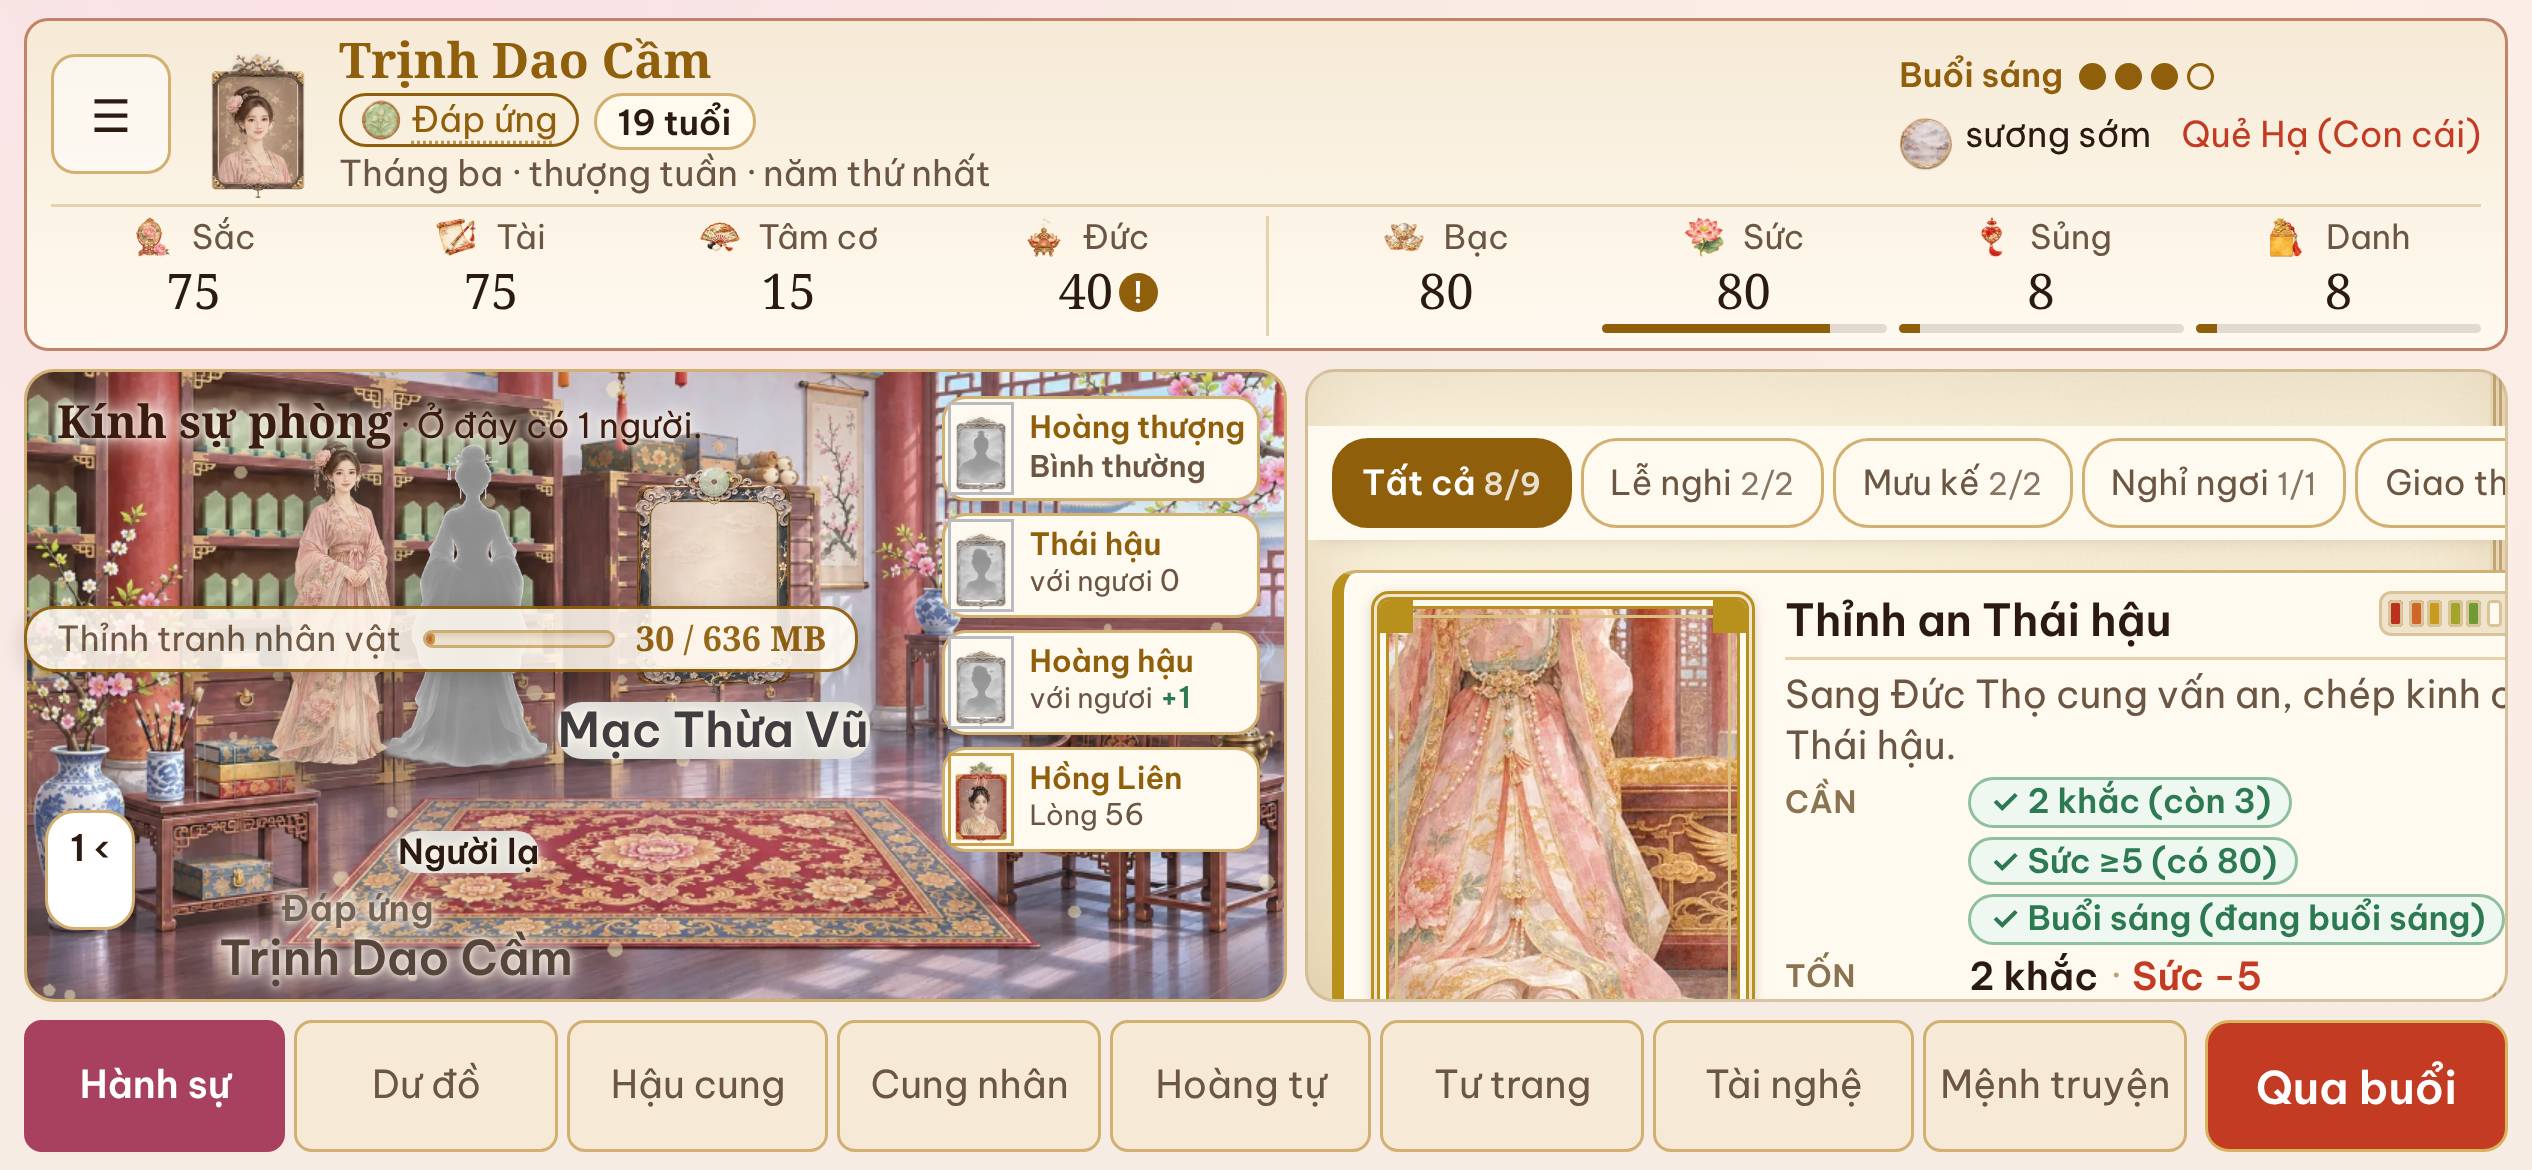 ☰
Trịnh Dao Cầm
Đáp ứng 19 tuổi
Tháng ba · thượng tuần · năm thứ nhất
Buổi sáng
sương sớm Quẻ Hạ (Con cái)
Sắc Tài Tâm cơ Đức Bạc Sức Sủng Danh
75 75 15 40 ! 80 80 8 8
Kính sự phòng · Ở đây có 1 người.
Hoàng thượng
Bình thường
Thái hậu
với ngươi 0
Thỉnh tranh nhân vật 30 / 636 MB
Hoàng hậu
với ngươi +1
Mạc Thừa Vũ
Hồng Liên
Lòng 56
1 <
Người lạ
Đáp ứng
Trịnh Dao Cầm
Tất cả 8/9 Lễ nghi 2/2 Mưu kế 2/2 Nghỉ ngơi 1/1 Giao th
Thỉnh an Thái hậu
Sang Đức Thọ cung vấn an, chép kinh c
Thái hậu.
CẦN ✓ 2 khắc (còn 3)
✓ Sức ≥5 (có 80)
✓ Buổi sáng (đang buổi sáng)
TỐN 2 khắc · Sức -5
Hành sự Dư đồ Hậu cung Cung nhân Hoàng tự Tư trang Tài nghệ Mệnh truyện Qua buổi